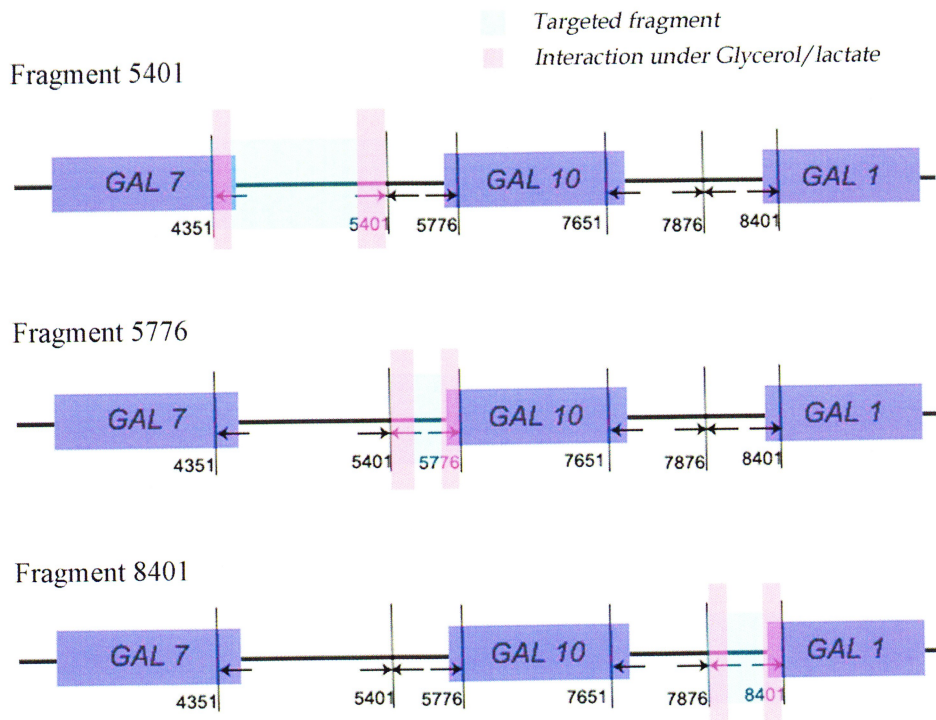 Targeted fragment
Interaction under Glycerol/lactate
Fragment 5401
GAL 7 GAL 10 GAL 1
4351 5401 5776 7651 7876 8401
Fragment 5776
GAL 7 GAL 10 GAL 1
4351 5401 5776 7651 7876 8401
Fragment 8401
GAL 7 GAL 10 GAL 1
4351 5401 5776 7651 7876 8401